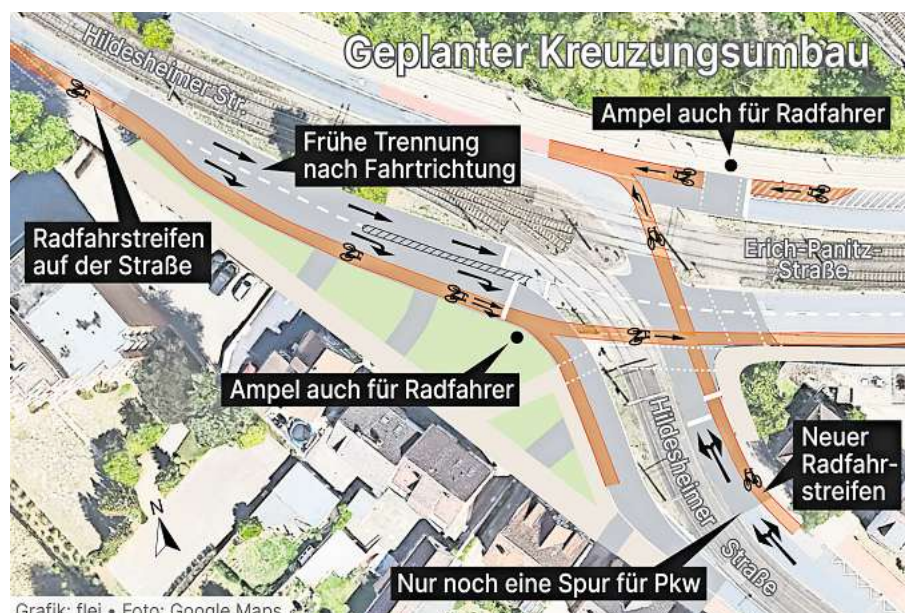 Geplanter Kreuzungsumbau
Hildesheimer Str.
Ampel auch für Radfahrer
Frühe Trennung
nach Fahrtrichtung
Radfahrstreifen
auf der Straße
Erich-Panitz-
Straße
Ampel auch für Radfahrer
Hildesheimer
Straße
Neuer
Radfahr-
streifen
N
Nur noch eine Spur für Pkw
Grafik: flei • Foto: Google Maps